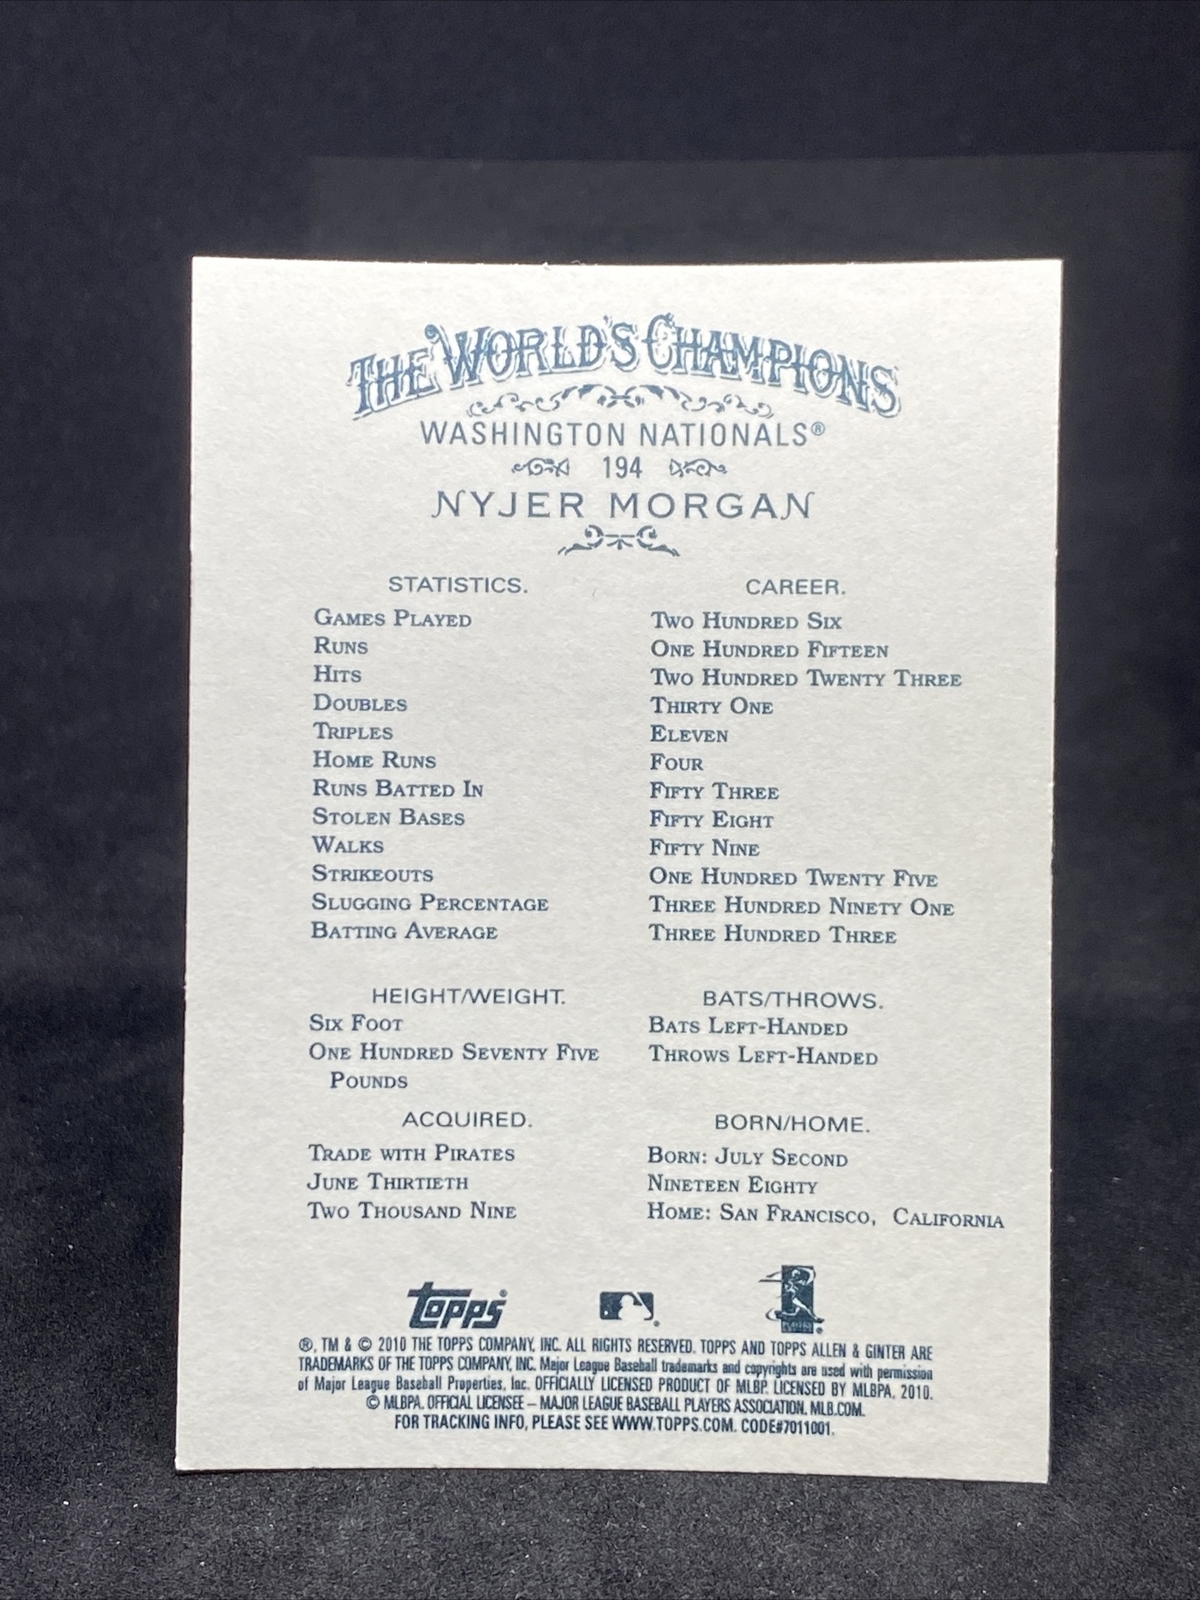 THE WORLD'S CHAMPIONS
WASHINGTON NATIONALS®
194
NYJER MORGAN
STATISTICS. CAREER.
GAMES PLAYED TWO HUNDRED SIX
RUNS ONE HUNDRED FIFTEEN
HITS TWO HUNDRED TWENTY THREE
DOUBLES THIRTY ONE
TRIPLES ELEVEN
HOME RUNS FOUR
RUNS BATTED IN FIFTY THREE
STOLEN BASES FIFTY EIGHT
WALKS FIFTY NINE
STRIKEOUTS ONE HUNDRED TWENTY FIVE
SLUGGING PERCENTAGE THREE HUNDRED NINETY ONE
BATTING AVERAGE THREE HUNDRED THREE
HEIGHT/WEIGHT. BATS/THROWS.
SIX FOOT BATS LEFT-HANDED
ONE HUNDRED SEVENTY FIVE THROWS LEFT-HANDED
POUNDS
ACQUIRED. BORN/HOME.
TRADE WITH PIRATES BORN: JULY SECOND
JUNE THIRTIETH NINETEEN EIGHTY
TWO THOUSAND NINE HOME: SAN FRANCISCO, CALIFORNIA
topps
®, TM & © 2010 THE TOPPS COMPANY, INC. ALL RIGHTS RESERVED. TOPPS AND TOPPS ALLEN & GINTER ARE
TRADEMARKS OF THE TOPPS COMPANY, INC. Major League Baseball trademarks and copyrights are used with permission
of Major League Baseball Properties, Inc. OFFICIALLY LICENSED PRODUCT OF MLBP. LICENSED BY MLBPA, 2010.
© MLBPA. OFFICIAL LICENSEE – MAJOR LEAGUE BASEBALL PLAYERS ASSOCIATION. MLB.COM.
FOR TRACKING INFO, PLEASE SEE WWW.TOPPS.COM. CODE#7011001.